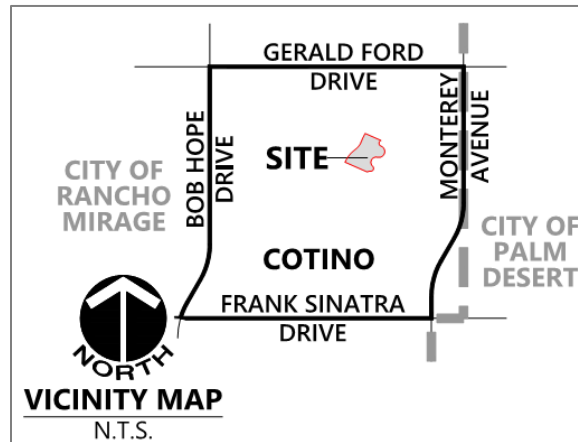 GERALD FORD
DRIVE
BOB HOPE
DRIVE
MONTEREY
AVENUE
SITE
CITY OF
RANCHO
MIRAGE
CITY OF
PALM
DESERT
COTINO
FRANK SINATRA
DRIVE
NORTH
VICINITY MAP
N.T.S.